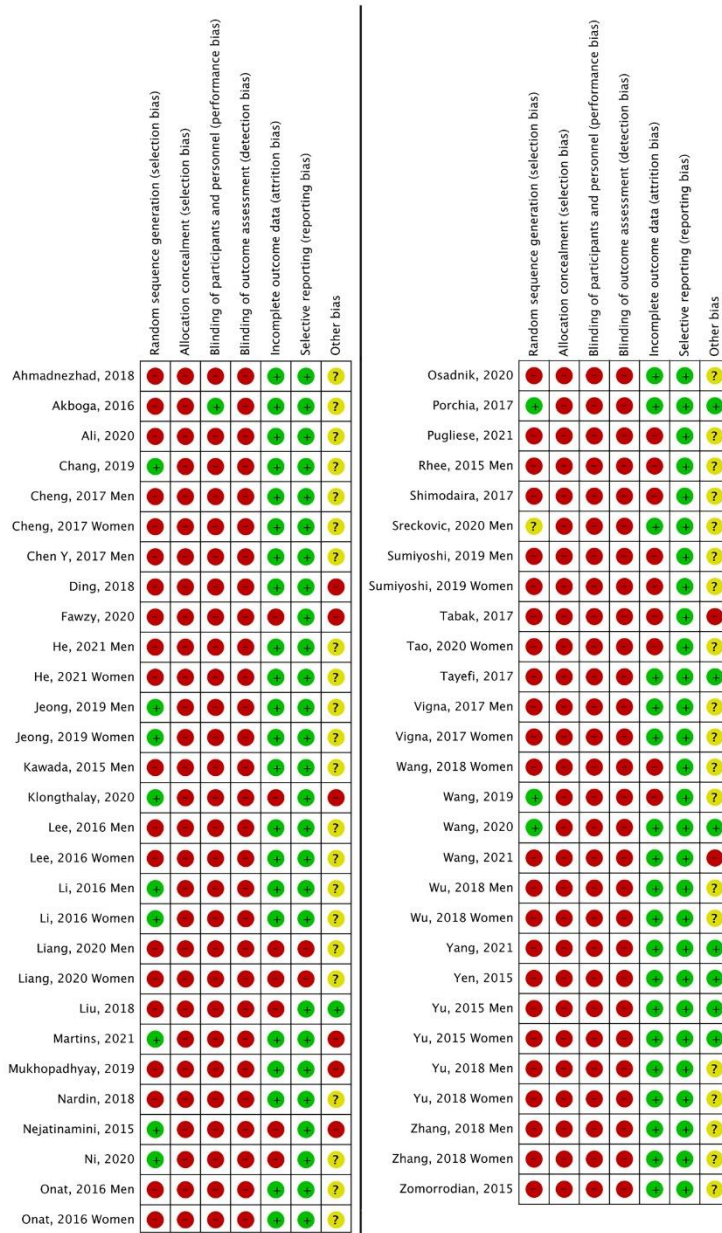 Random sequence generation (selection bias)
Allocation concealment (selection bias)
Blinding of participants and personnel (performance bias)
Blinding of outcome assessment (detection bias)
Incomplete outcome data (attrition bias)
Selective reporting (reporting bias)
Other bias
Ahmadnezhad, 2018 - - - - + + ?
Akboga, 2016 - - + - + + ?
Ali, 2020 - - - - + + ?
Chang, 2019 + - - - + + ?
Cheng, 2017 Men - - - - + + ?
Cheng, 2017 Women - - - - + + ?
Chen Y, 2017 Men - - - - + + ?
Ding, 2018 - - - - + + -
Fawzy, 2020 - - - - - + -
He, 2021 Men - - - - + + ?
He, 2021 Women - - - - + + ?
Jeong, 2019 Men + - - - + + ?
Jeong, 2019 Women + - - - + + ?
Kawada, 2015 Men - - - - + + ?
Klongthalay, 2020 + - - - - + -
Lee, 2016 Men - - - - + + ?
Lee, 2016 Women - - - - + + ?
Li, 2016 Men + - - - + + ?
Li, 2016 Women + - - - + + ?
Liang, 2020 Men - - - - - - ?
Liang, 2020 Women - - - - - - ?
Liu, 2018 - - - - - + +
Martins, 2021 + - - - + + -
Mukhopadhyay, 2019 - - - - + + -
Nardin, 2018 - - - - + + ?
Nejatinamini, 2015 + - - - - + -
Ni, 2020 + - - - - + ?
Onat, 2016 Men - - - - + + ?
Onat, 2016 Women - - - - + + ?
Random sequence generation (selection bias)
Allocation concealment (selection bias)
Blinding of participants and personnel (performance bias)
Blinding of outcome assessment (detection bias)
Incomplete outcome data (attrition bias)
Selective reporting (reporting bias)
Other bias
Osadnik, 2020 - - - - + + ?
Porchia, 2017 + - - - + + +
Pugliese, 2021 - - - - - + ?
Rhee, 2015 Men - - - - - + ?
Shimodaira, 2017 - - - - - + ?
Sreckovic, 2020 Men ? - - - + + ?
Sumiyoshi, 2019 Men - - - - - + ?
Sumiyoshi, 2019 Women - - - - - + ?
Tabak, 2017 - - - - - + -
Tao, 2020 Women - - - - - + ?
Tayefi, 2017 - - - - + + +
Vigna, 2017 Men - - - - + + ?
Vigna, 2017 Women - - - - + + ?
Wang, 2018 Women - - - - - + ?
Wang, 2019 + - - - - + ?
Wang, 2020 + - - - + + +
Wang, 2021 - - - - + + -
Wu, 2018 Men - - - - + + ?
Wu, 2018 Women - - - - + + ?
Yang, 2021 - - - - + + +
Yen, 2015 - - - - + + +
Yu, 2015 Men - - - - + + +
Yu, 2015 Women - - - - + + +
Yu, 2018 Men - - - - + + ?
Yu, 2018 Women - - - - + + ?
Zhang, 2018 Men - - - - + + ?
Zhang, 2018 Women - - - - + + ?
Zomorrodian, 2015 - - - - + + ?